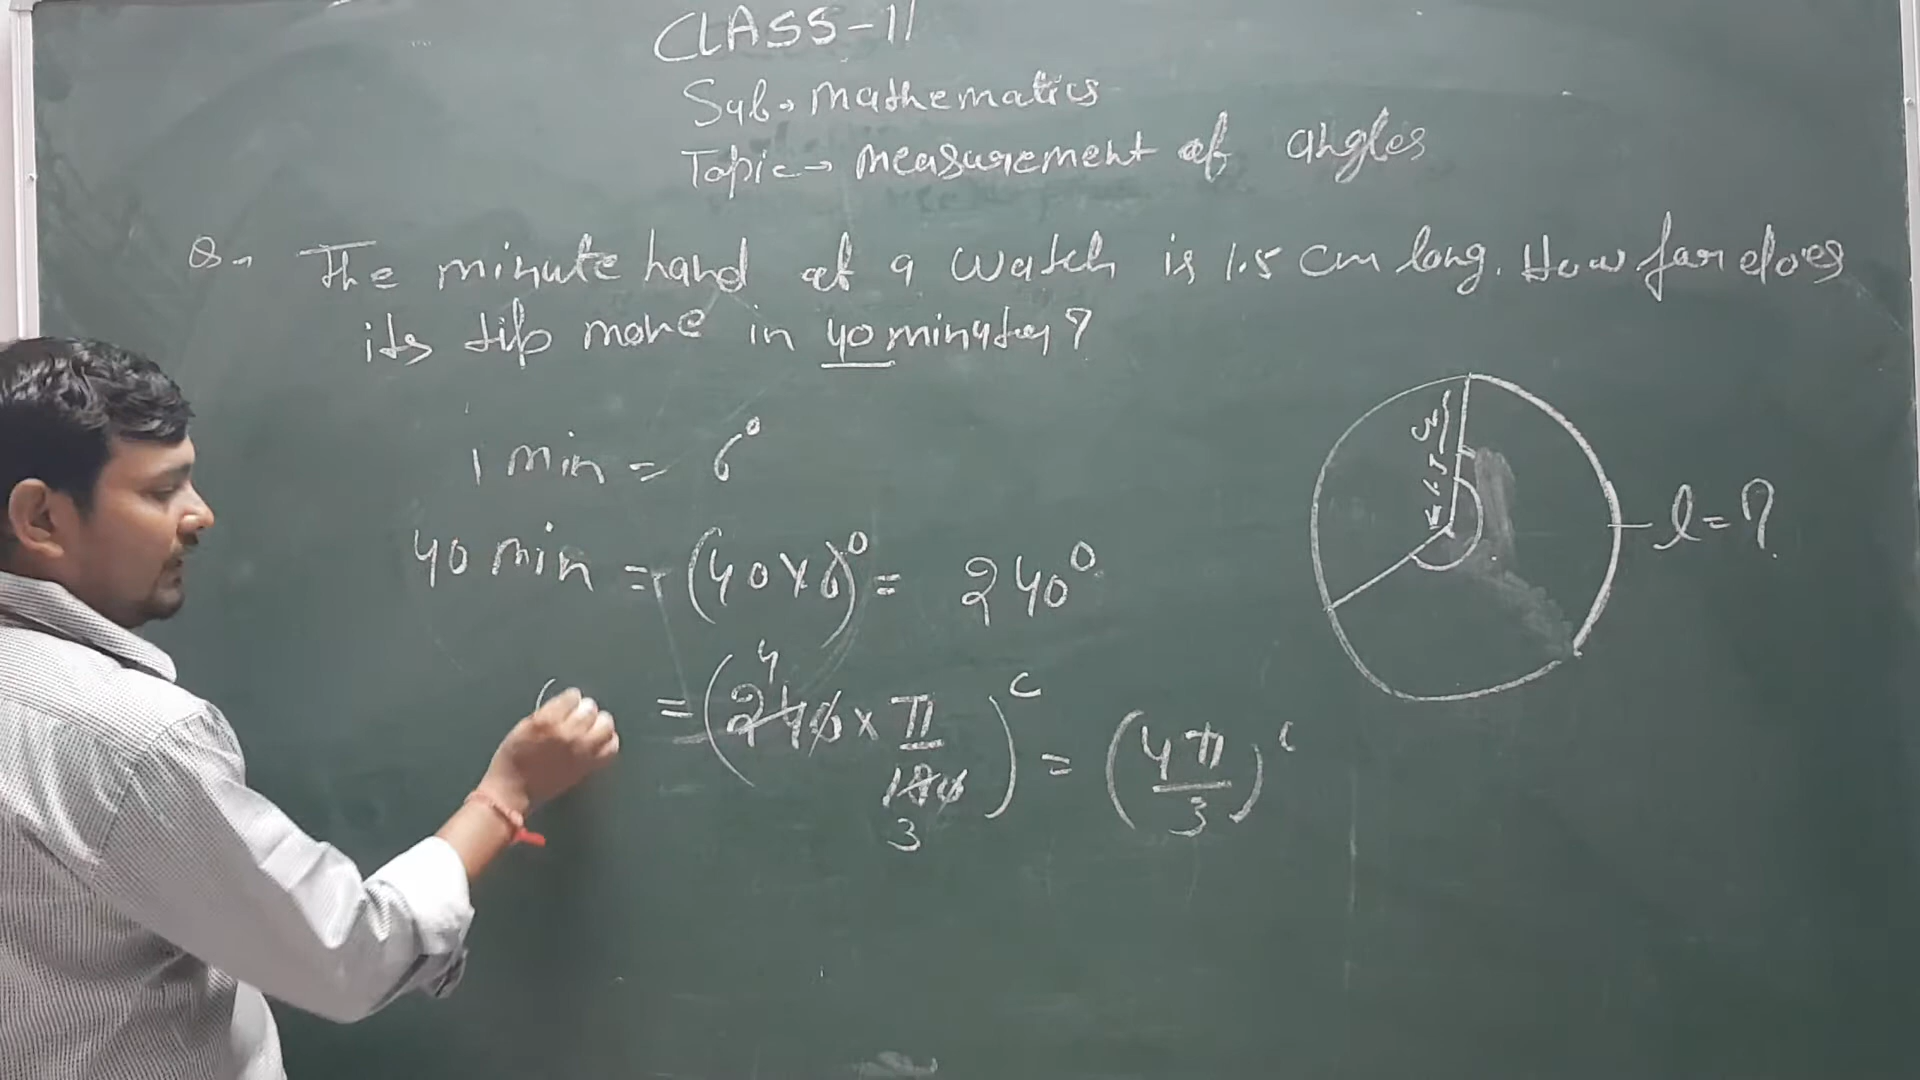 CLASS-11
Sub→ Mathematics
Topic→ Measurement of angles
Q→ The minute hand of a watch is 1.5 cm long. How far does
its tip move in 40 minutes?
1 min = 6°
40 min = (40×6)° = 240°
= (240 × π/180)ᶜ = (4π/3)ᶜ
4
3
1.5 cm
l = ?